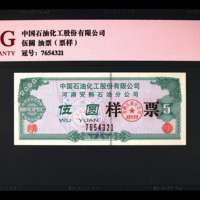 G
中国石油化工股份有限公司
伍圆 油票（票样）
冠号：7654321
中国石油化工股份有限公司
河南安阳石油分公司
伍圆样票
5
WU YUAN
7654321